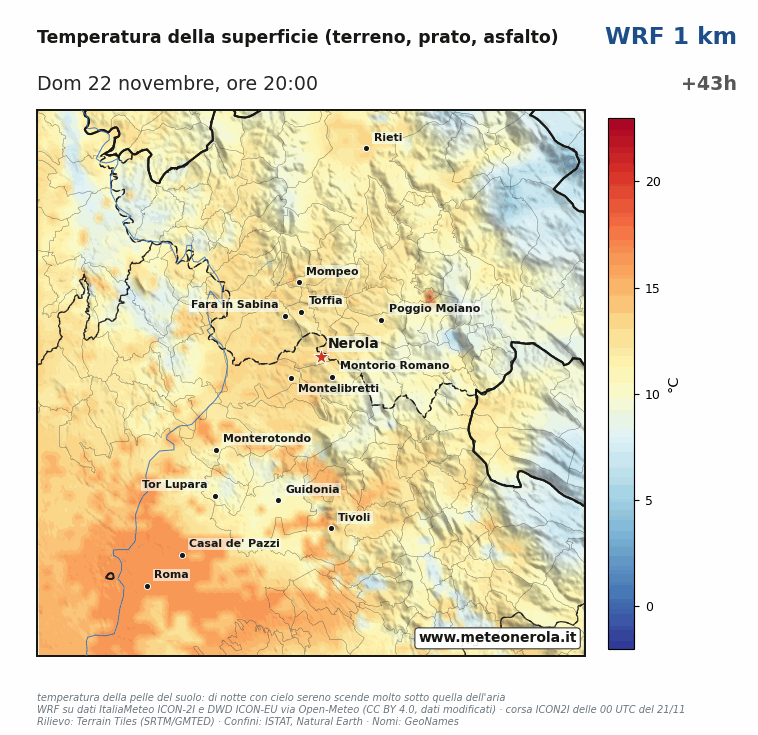 Temperatura della superficie (terreno, prato, asfalto)
WRF 1 km
Dom 22 novembre, ore 20:00
+43h
Rieti
Mompeo
Fara in Sabina
Toffia
Poggio Moiano
Nerola
Montorio Romano
Montelibretti
Monterotondo
Tor Lupara
Guidonia
Tivoli
Casal de' Pazzi
Roma
www.meteonerola.it
20
15
10
5
0
°C
temperatura della pelle del suolo: di notte con cielo sereno scende molto sotto quella dell'aria
WRF su dati ItaliaMeteo ICON-2I e DWD ICON-EU via Open-Meteo (CC BY 4.0, dati modificati) · corsa ICON2I delle 00 UTC del 21/11
Rilievo: Terrain Tiles (SRTM/GMTED) · Confini: ISTAT, Natural Earth · Nomi: GeoNames